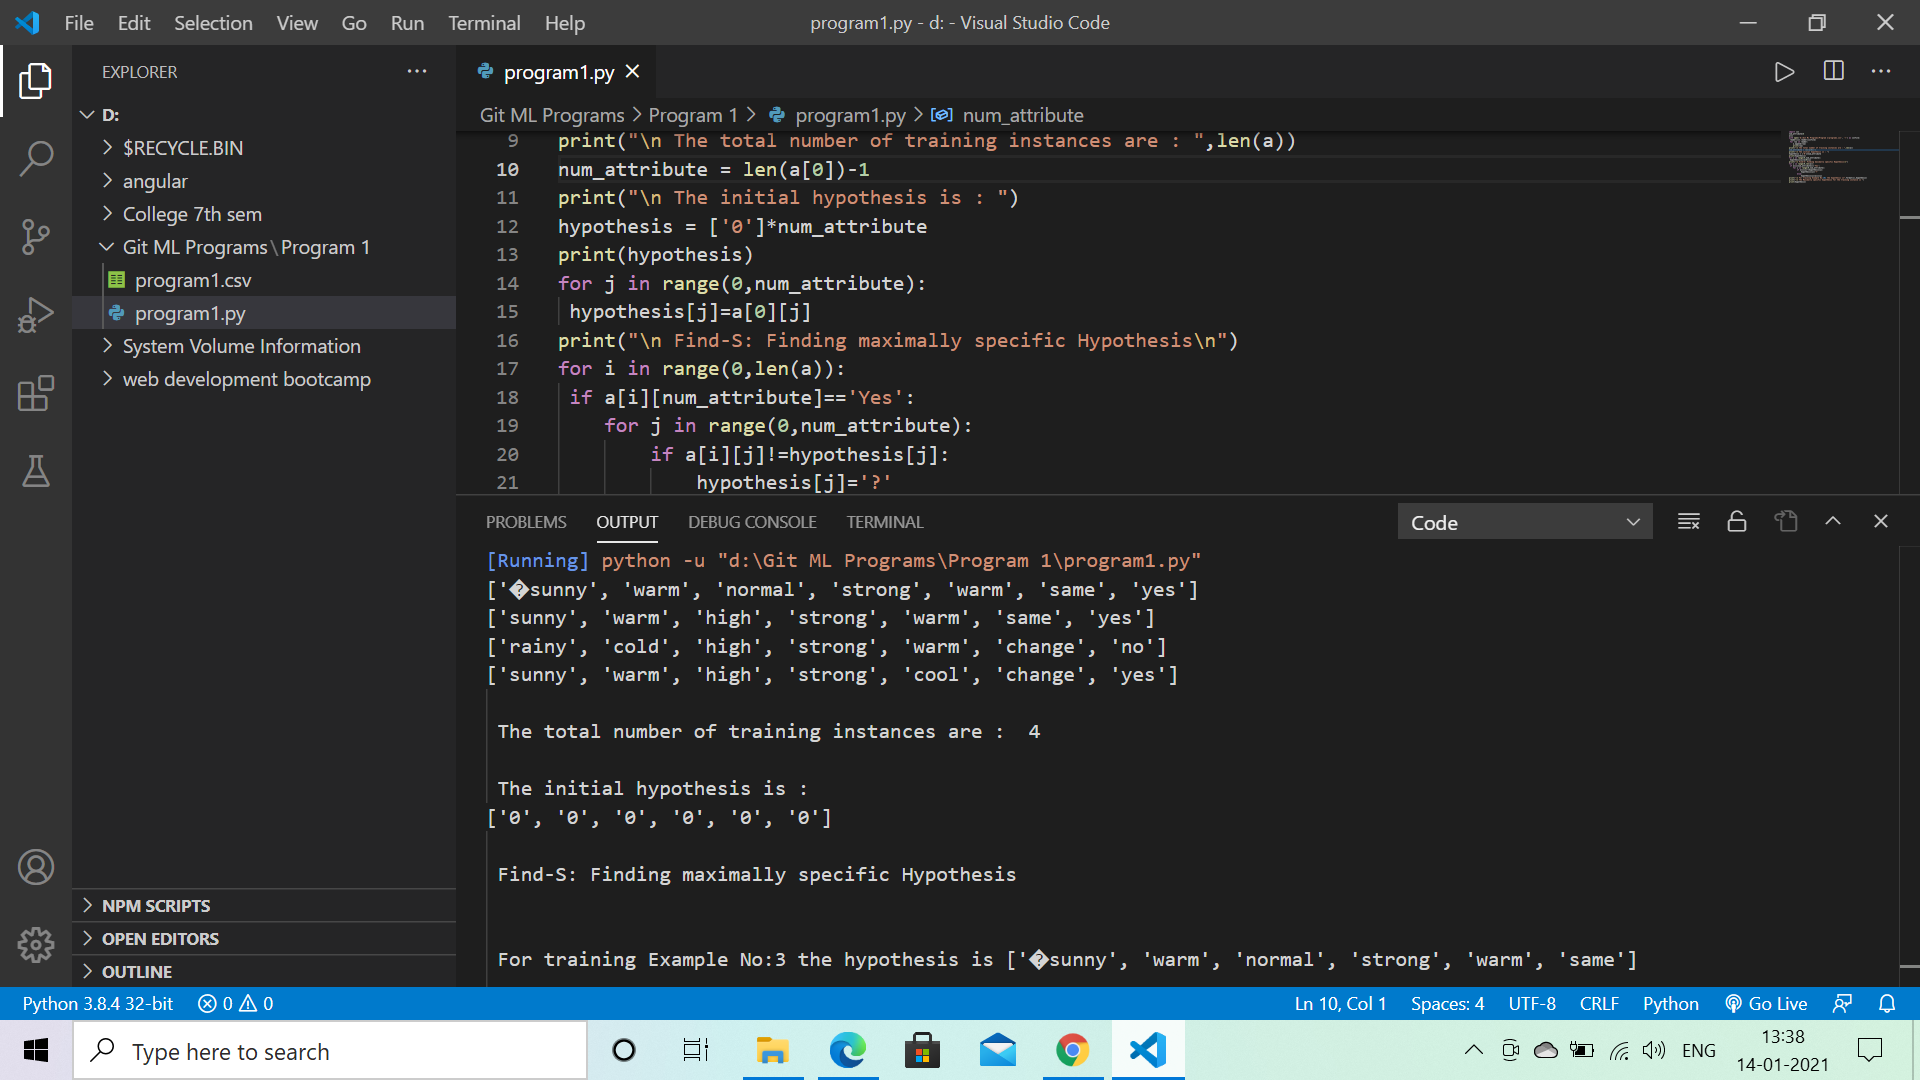 File Edit Selection View Go Run Terminal Help
program1.py - d: - Visual Studio Code
EXPLORER
D:
$RECYCLE.BIN
angular
College 7th sem
Git ML Programs\Program 1
program1.csv
program1.py
System Volume Information
web development bootcamp
NPM SCRIPTS
OPEN EDITORS
OUTLINE
program1.py
Git ML Programs > Program 1 > program1.py > num_attribute
9 print("\n The total number of training instances are : ",len(a))
10 num_attribute = len(a[0])-1
11 print("\n The initial hypothesis is : ")
12 hypothesis = ['0']*num_attribute
13 print(hypothesis)
14 for j in range(0,num_attribute):
15 hypothesis[j]=a[0][j]
16 print("\n Find-S: Finding maximally specific Hypothesis\n")
17 for i in range(0,len(a)):
18 if a[i][num_attribute]=='Yes':
19 for j in range(0,num_attribute):
20 if a[i][j]!=hypothesis[j]:
21 hypothesis[j]='?'
PROBLEMS OUTPUT DEBUG CONSOLE TERMINAL
Code
[Running] python -u "d:\Git ML Programs\Program 1\program1.py"
['�sunny', 'warm', 'normal', 'strong', 'warm', 'same', 'yes']
['sunny', 'warm', 'high', 'strong', 'warm', 'same', 'yes']
['rainy', 'cold', 'high', 'strong', 'warm', 'change', 'no']
['sunny', 'warm', 'high', 'strong', 'cool', 'change', 'yes']
The total number of training instances are :  4
The initial hypothesis is :
['0', '0', '0', '0', '0', '0']
Find-S: Finding maximally specific Hypothesis
For training Example No:3 the hypothesis is ['�sunny', 'warm', 'normal', 'strong', 'warm', 'same']
Python 3.8.4 32-bit 0 0
Ln 10, Col 1 Spaces: 4 UTF-8 CRLF Python Go Live
Type here to search
ENG
13:38
14-01-2021